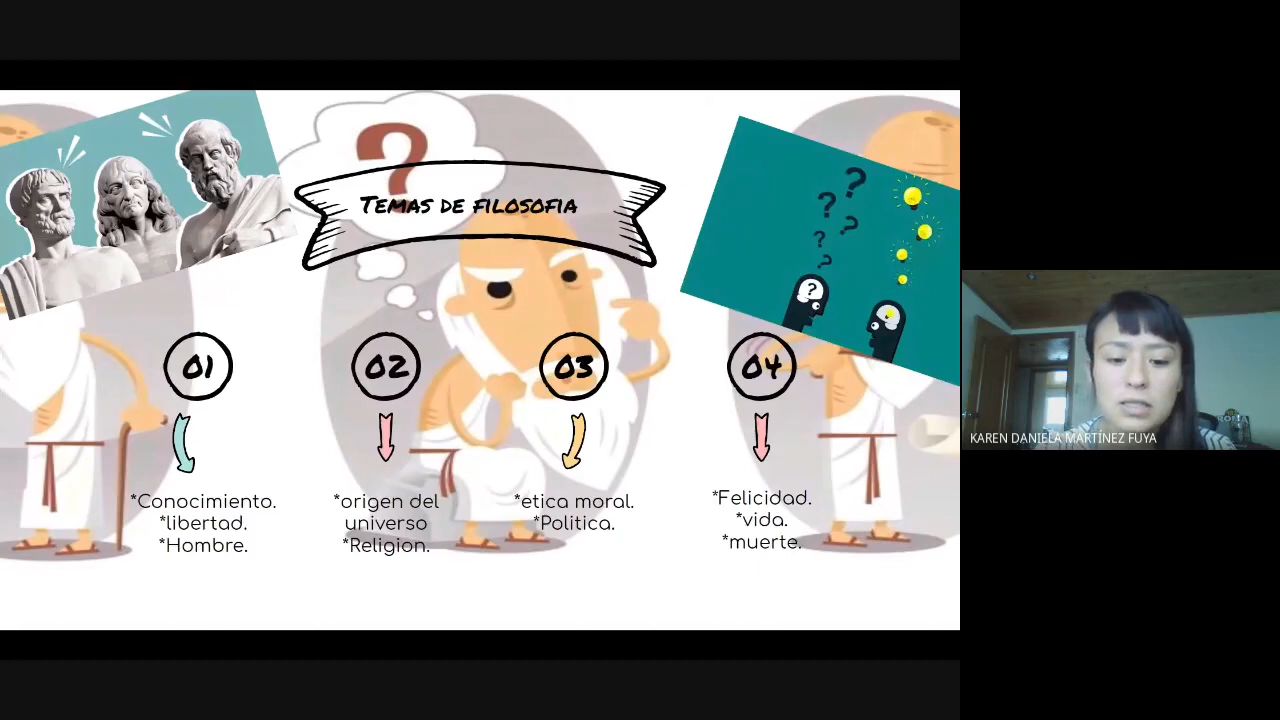 Temas de filosofia
01
02
03
04
*Conocimiento.
*libertad.
*Hombre.
*origen del
universo
*Religion.
*etica moral.
*Politica.
*Felicidad.
*vida.
*muerte.
KAREN DANIELA MARTÍNEZ FUYA